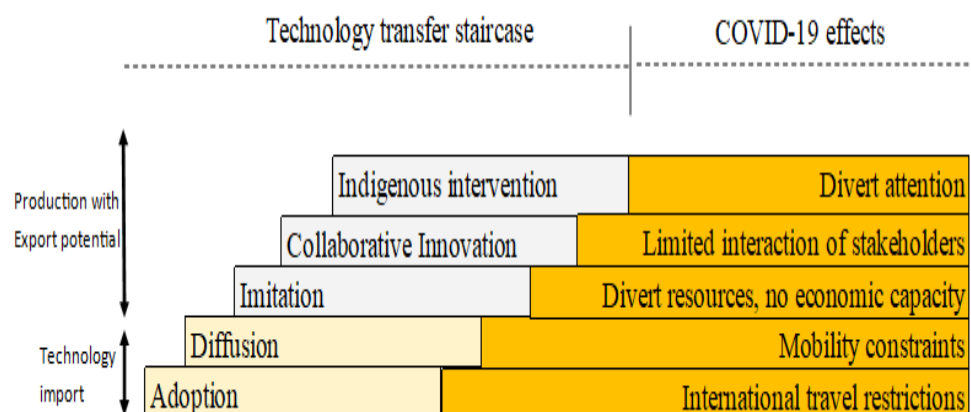 Technology transfer staircase
COVID-19 effects
Production with
Export potential
Indigenous intervention
Divert attention
Collaborative Innovation
Limited interaction of stakeholders
Imitation
Divert resources, no economic capacity
Technology
import
Diffusion
Mobility constraints
Adoption
International travel restrictions